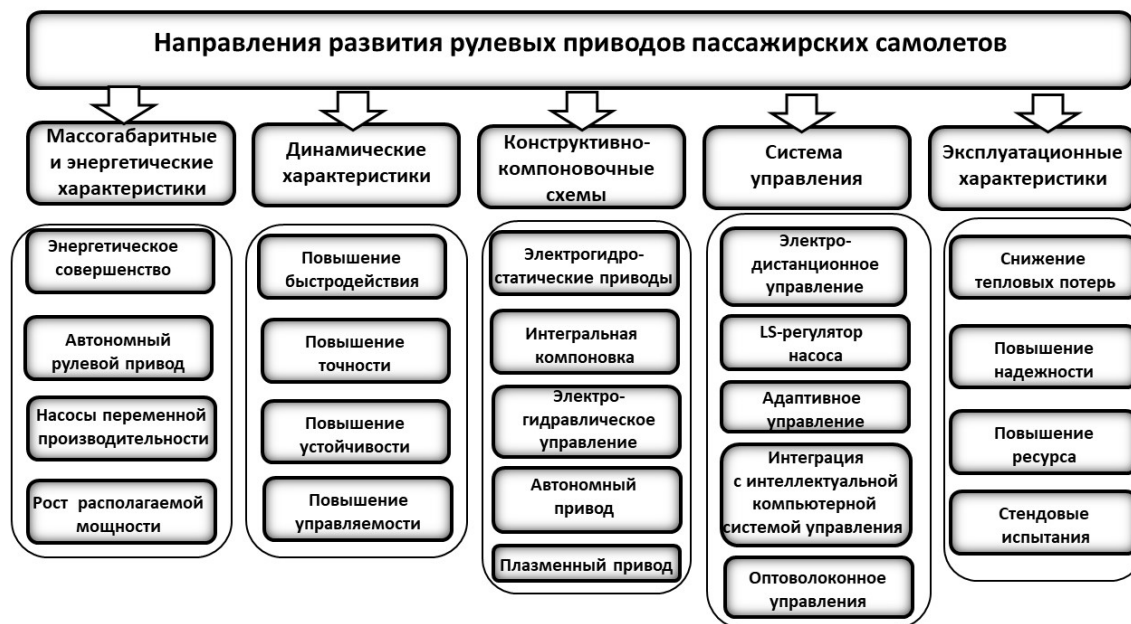 Направления развития рулевых приводов пассажирских самолетов
Массогабаритные
и энергетические
характеристики
Энергетическое
совершенство
Автономный
рулевой привод
Насосы переменной
производительности
Рост располагаемой
мощности
Динамические
характеристики
Повышение
быстродействия
Повышение
точности
Повышение
устойчивости
Повышение
управляемости
Конструктивно-
компоновочные
схемы
Электрогидро-
статические приводы
Интегральная
компоновка
Электро-
гидравлическое
управление
Автономный
привод
Плазменный привод
Система
управления
Электро-
дистанционное
управление
LS-регулятор
насоса
Адаптивное
управление
Интеграция
с интеллектуальной
компьютерной
системой управления
Оптоволоконное
управления
Эксплуатационные
характеристики
Снижение
тепловых потерь
Повышение
надежности
Повышение
ресурса
Стендовые
испытания